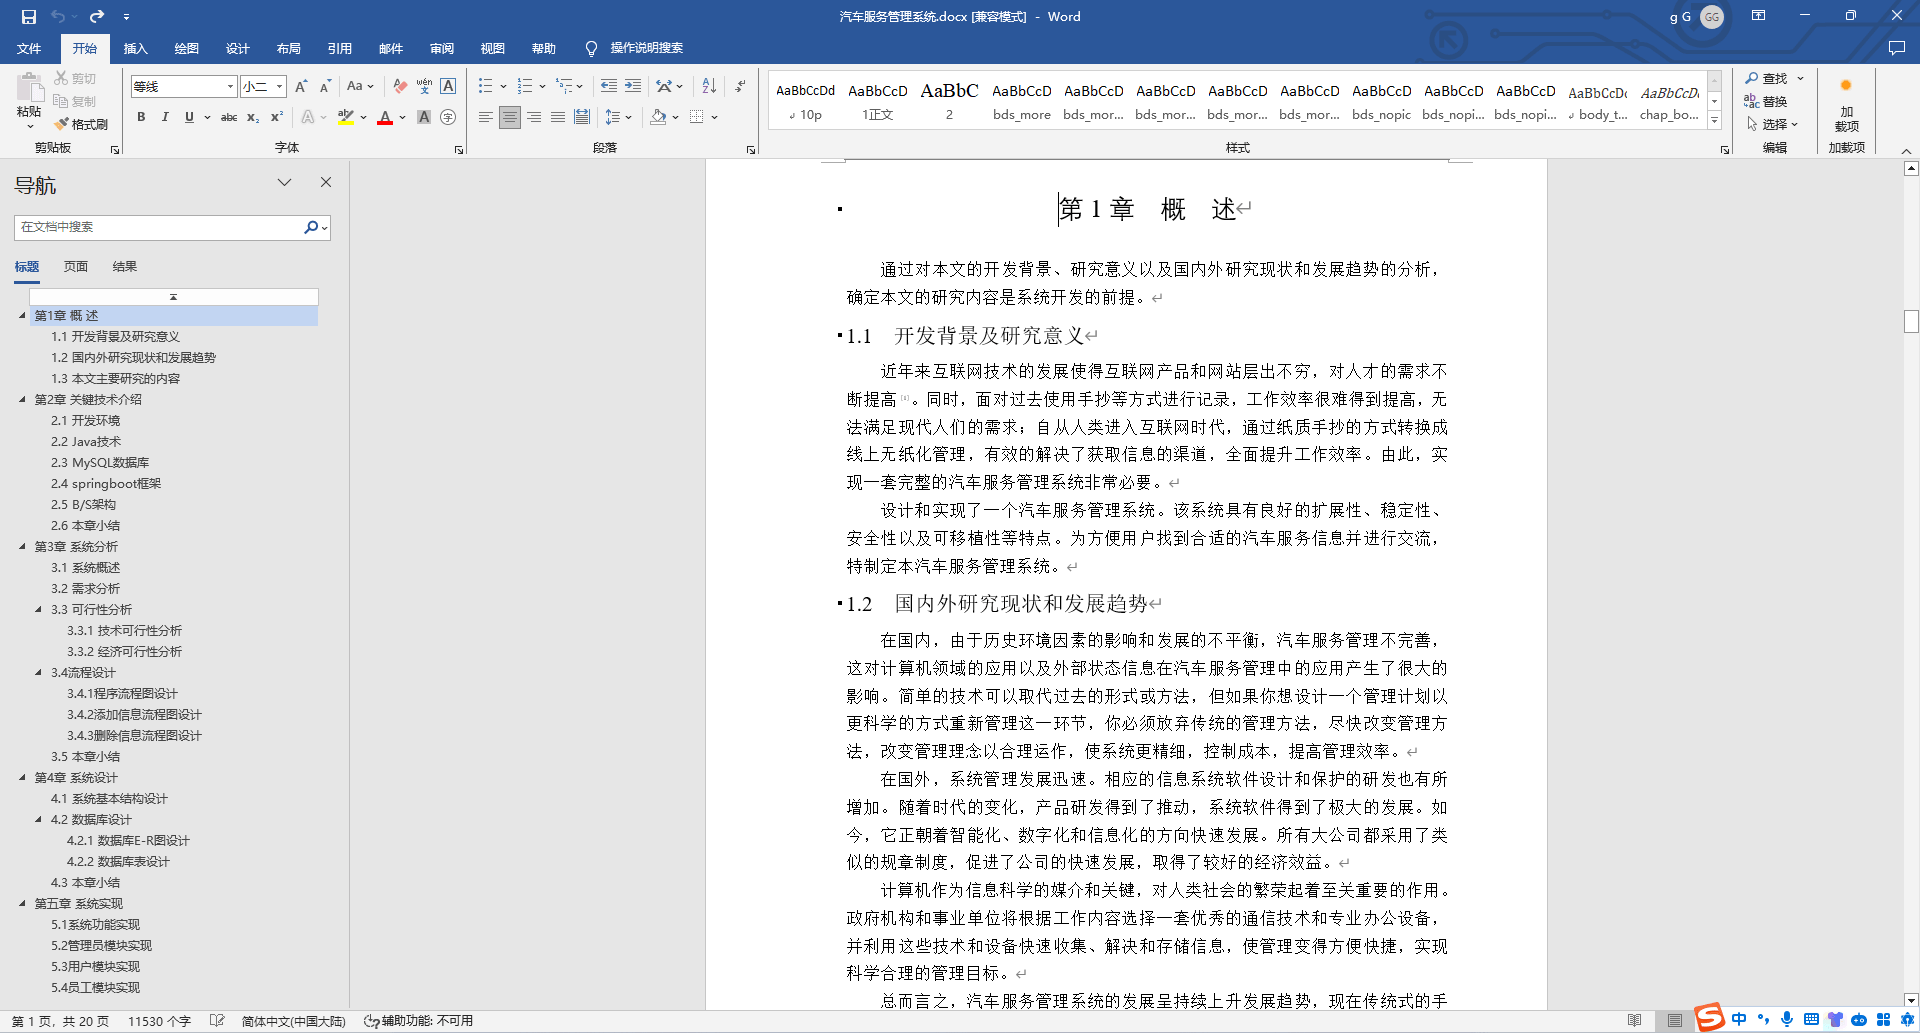 汽车服务管理系统.docx [兼容模式] - Word
g G
GG
文件 开始 插入 绘图 设计 布局 引用 邮件 审阅 视图 帮助 操作说明搜索
粘贴
剪切
复制
格式刷
剪贴板
等线 小二
字体
段落
AaBbCcDd AaBbCcD AaBbC AaBbCcD AaBbCcD AaBbCcD AaBbCcD AaBbCcD AaBbCcD AaBbCcD AaBbCcD AaBbCcDc AaBbCcDc
10p 1正文 2 bds_more bds_mor... bds_mor... bds_mor... bds_mor... bds_nopic bds_nopi... bds_nopi... body_t... chap_bo...
样式
查找
替换
选择
编辑
加
载项
加载项
导航
在文档中搜索
标题 页面 结果
第1章 概 述
1.1 开发背景及研究意义
1.2 国内外研究现状和发展趋势
1.3 本文主要研究的内容
第2章 关键技术介绍
2.1 开发环境
2.2 Java技术
2.3 MySQL数据库
2.4 springboot框架
2.5 B/S架构
2.6 本章小结
第3章 系统分析
3.1 系统概述
3.2 需求分析
3.3 可行性分析
3.3.1 技术可行性分析
3.3.2 经济可行性分析
3.4流程设计
3.4.1程序流程图设计
3.4.2添加信息流程图设计
3.4.3删除信息流程图设计
3.5 本章小结
第4章 系统设计
4.1 系统基本结构设计
4.2 数据库设计
4.2.1 数据库E-R图设计
4.2.2 数据库表设计
4.3 本章小结
第五章 系统实现
5.1系统功能实现
5.2管理员模块实现
5.3用户模块实现
5.4员工模块实现
第 1 章 概 述
通过对本文的开发背景、研究意义以及国内外研究现状和发展趋势的分析，
确定本文的研究内容是系统开发的前提。
1.1 开发背景及研究意义
近年来互联网技术的发展使得互联网产品和网站层出不穷，对人才的需求不
断提高[1]。同时，面对过去使用手抄等方式进行记录，工作效率很难得到提高，无
法满足现代人们的需求；自从人类进入互联网时代，通过纸质手抄的方式转换成
线上无纸化管理，有效的解决了获取信息的渠道，全面提升工作效率。由此，实
现一套完整的汽车服务管理系统非常必要。
设计和实现了一个汽车服务管理系统。该系统具有良好的扩展性、稳定性、
安全性以及可移植性等特点。为方便用户找到合适的汽车服务信息并进行交流，
特制定本汽车服务管理系统。
1.2 国内外研究现状和发展趋势
在国内，由于历史环境因素的影响和发展的不平衡，汽车服务管理不完善，
这对计算机领域的应用以及外部状态信息在汽车服务管理中的应用产生了很大的
影响。简单的技术可以取代过去的形式或方法，但如果你想设计一个管理计划以
更科学的方式重新管理这一环节，你必须放弃传统的管理方法，尽快改变管理方
法，改变管理理念以合理运作，使系统更精细，控制成本，提高管理效率。
在国外，系统管理发展迅速。相应的信息系统软件设计和保护的研发也有所
增加。随着时代的变化，产品研发得到了推动，系统软件得到了极大的发展。如
今，它正朝着智能化、数字化和信息化的方向快速发展。所有大公司都采用了类
似的规章制度，促进了公司的快速发展，取得了较好的经济效益。
计算机作为信息科学的媒介和关键，对人类社会的繁荣起着至关重要的作用。
政府机构和事业单位将根据工作内容选择一套优秀的通信技术和专业办公设备，
并利用这些技术和设备快速收集、解决和存储信息，使管理变得方便快捷，实现
科学合理的管理目标。
总而言之，汽车服务管理系统的发展呈持续上升发展趋势，现在传统式的手
第 1 页，共 20 页 11530 个字 简体中文(中国大陆) 辅助功能: 不可用
中